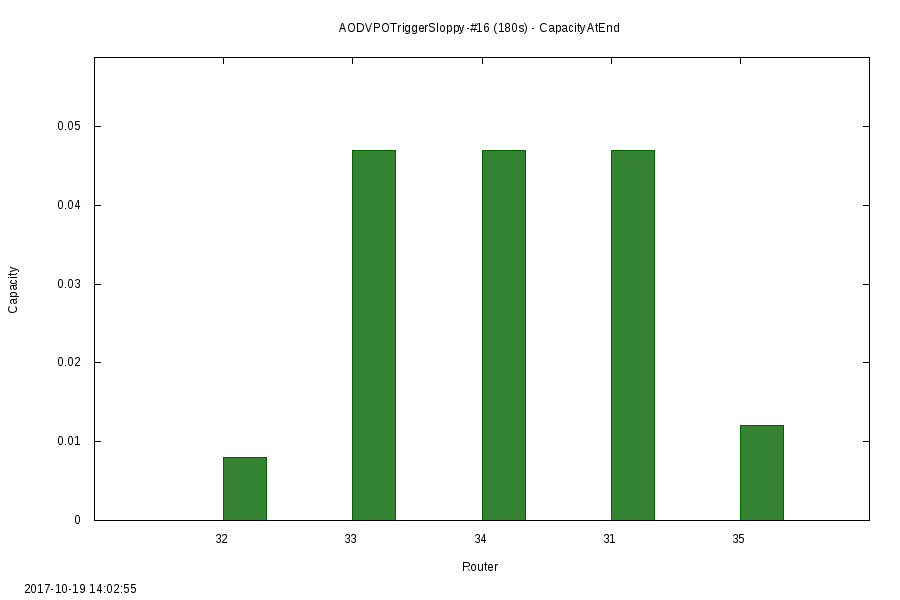 AODVPOTriggerSloppy-#16 (180s) - CapacityAtEnd
0.05
0.04
0.03
0.02
0.01
0
Capacity
32 33 34 31 35
Router
2017-10-19 14:02:55